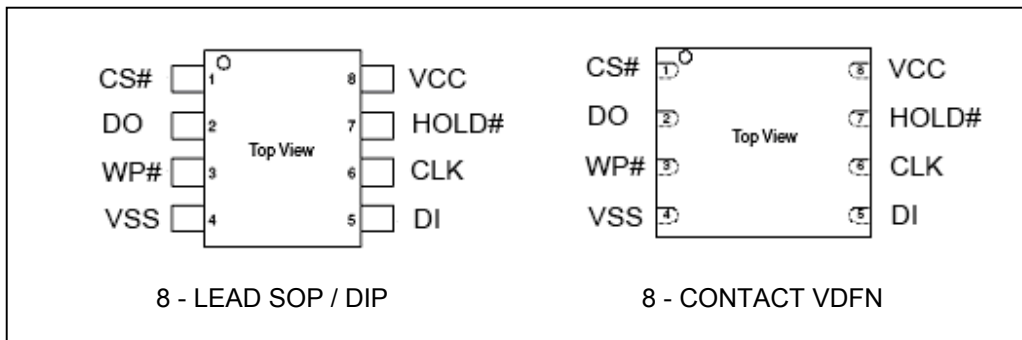 CS# 1 8 VCC
DO 2 7 HOLD#
Top View
WP# 3 6 CLK
VSS 4 5 DI
8 - LEAD SOP / DIP
CS# 1 8 VCC
DO 2 7 HOLD#
Top View
WP# 3 6 CLK
VSS 4 5 DI
8 - CONTACT VDFN